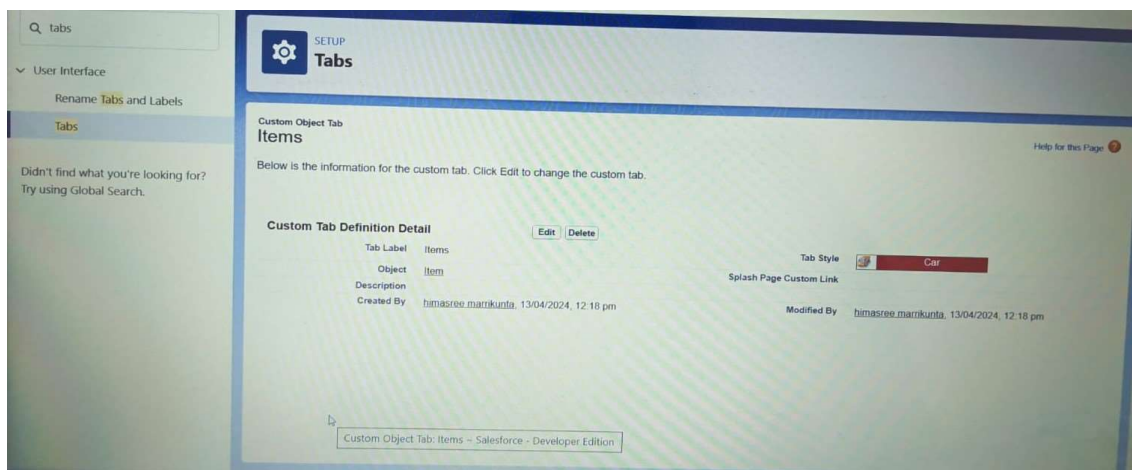 tabs
User Interface
Rename Tabs and Labels
Tabs
Didn't find what you're looking for?
Try using Global Search.
SETUP
Tabs
Custom Object Tab
Items
Help for this Page ?
Below is the information for the custom tab. Click Edit to change the custom tab.
Custom Tab Definition Detail
Edit Delete
Tab Label Items
Tab Style Car
Object Item
Splash Page Custom Link
Description
Created By himasree marrikunta, 13/04/2024, 12:18 pm
Modified By himasree marrikunta, 13/04/2024, 12:18 pm
Custom Object Tab: Items ~ Salesforce - Developer Edition